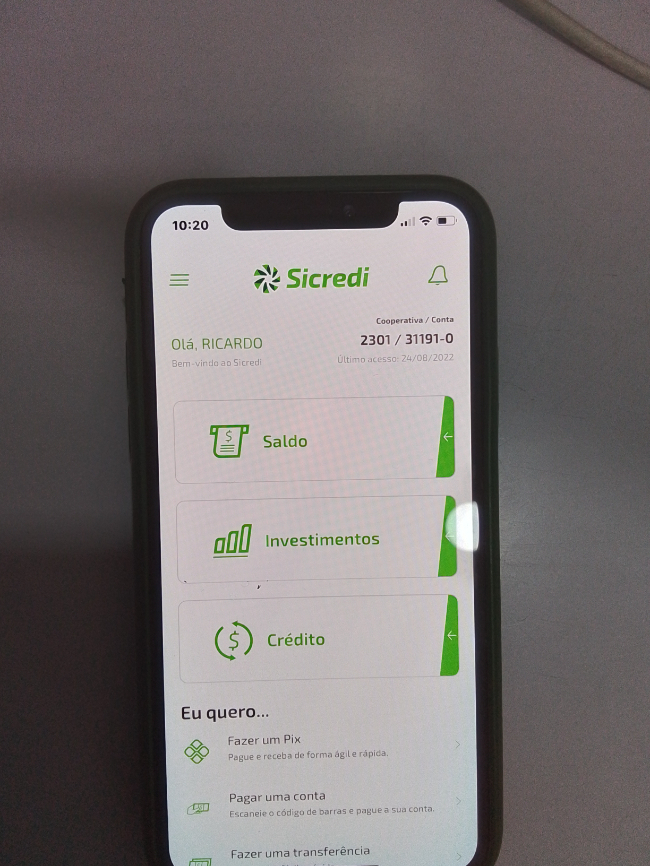 10:20
Sicredi
Cooperativa / Conta
Olá, RICARDO
2301 / 31191-0
Bem-vindo ao Sicredi
Último acesso: 24/08/2022
Saldo
Investimentos
Crédito
Eu quero...
Fazer um Pix
Pague e receba de forma ágil e rápida.
Pagar uma conta
Escaneie o código de barras e pague a sua conta.
Fazer uma transferência